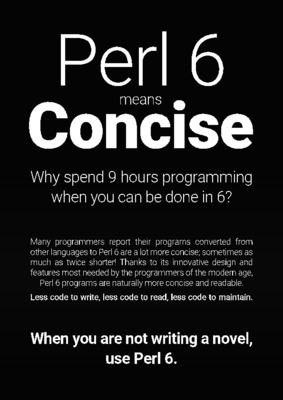 Perl 6
means
Concise
Why spend 9 hours programming
when you can be done in 6?
Many programmers report their programs converted from
other languages to Perl 6 are a lot more concise; sometimes as
much as twice shorter! Thanks to its innovative design and
features most needed by the programmers of the modern age,
Perl 6 programs are naturally more concise and readable.
Less code to write, less code to read, less code to maintain.
When you are not writing a novel,
use Perl 6.